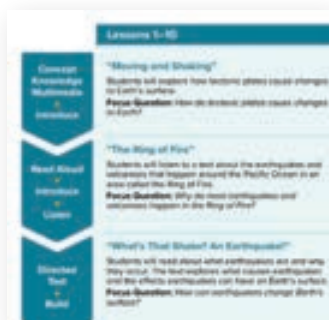 Lessons 1–10
Concept
Knowledge
Multimedia
Introduce
"Moving and Shaking"
Students will explore how tectonic plates cause changes
to Earth's surface.
Focus Question: How do tectonic plates cause changes
to Earth?
Read Aloud
Introduce
Listen
"The Ring of Fire"
Students will listen to a text about the earthquakes and
volcanoes that happen around the Pacific Ocean in an
area called the Ring of Fire.
Focus Question: Why do most earthquakes and
volcanoes happen in the Ring of Fire?
Directed
Text
Build
"What's That Shake? An Earthquake!"
Students will read about what earthquakes are and why
they occur. The text explores what causes earthquakes
and the effects earthquakes can have on Earth's surface.
Focus Question: How can earthquakes change Earth's
surface?